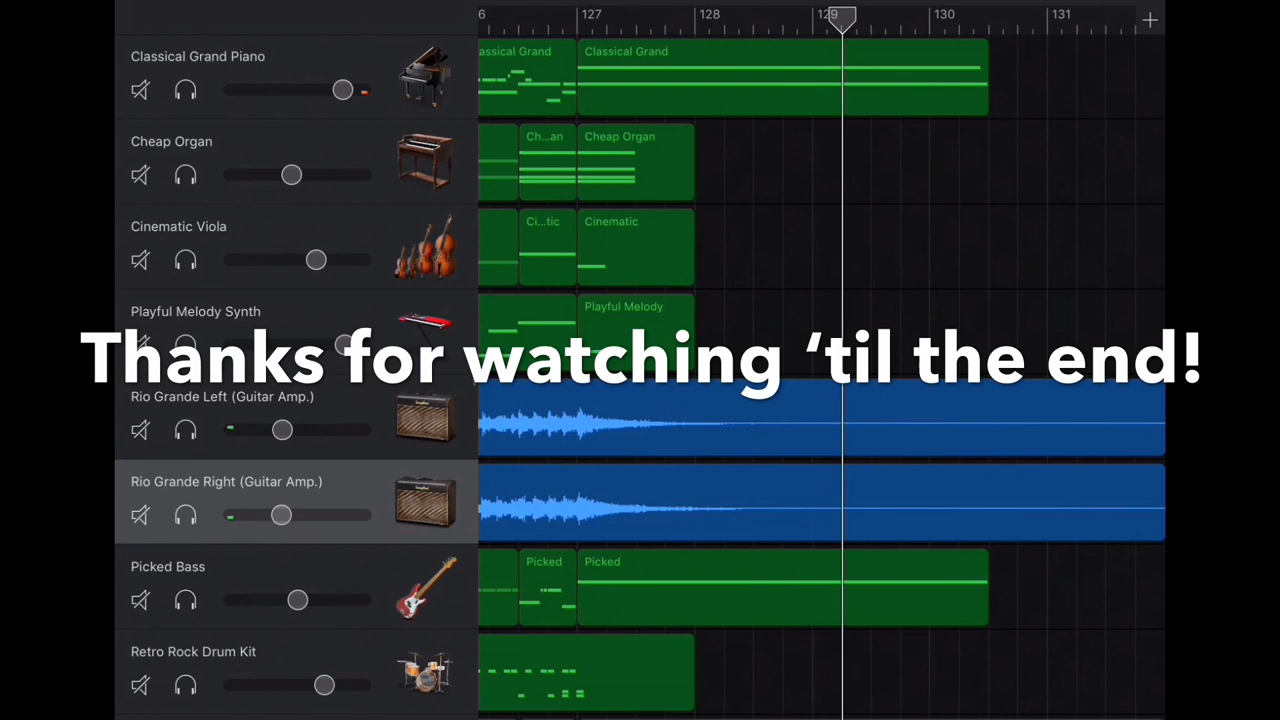 6 127 128 129 130 131
Classical Grand Piano
assical Grand
Classical Grand
Cheap Organ
Ch...an
Cheap Organ
Cinematic Viola
Ci...tic
Cinematic
Playful Melody Synth
Playful Melody
Thanks for watching ‘til the end!
Rio Grande Left (Guitar Amp.)
Rio Grande Right (Guitar Amp.)
Picked Bass
Picked
Picked
Retro Rock Drum Kit